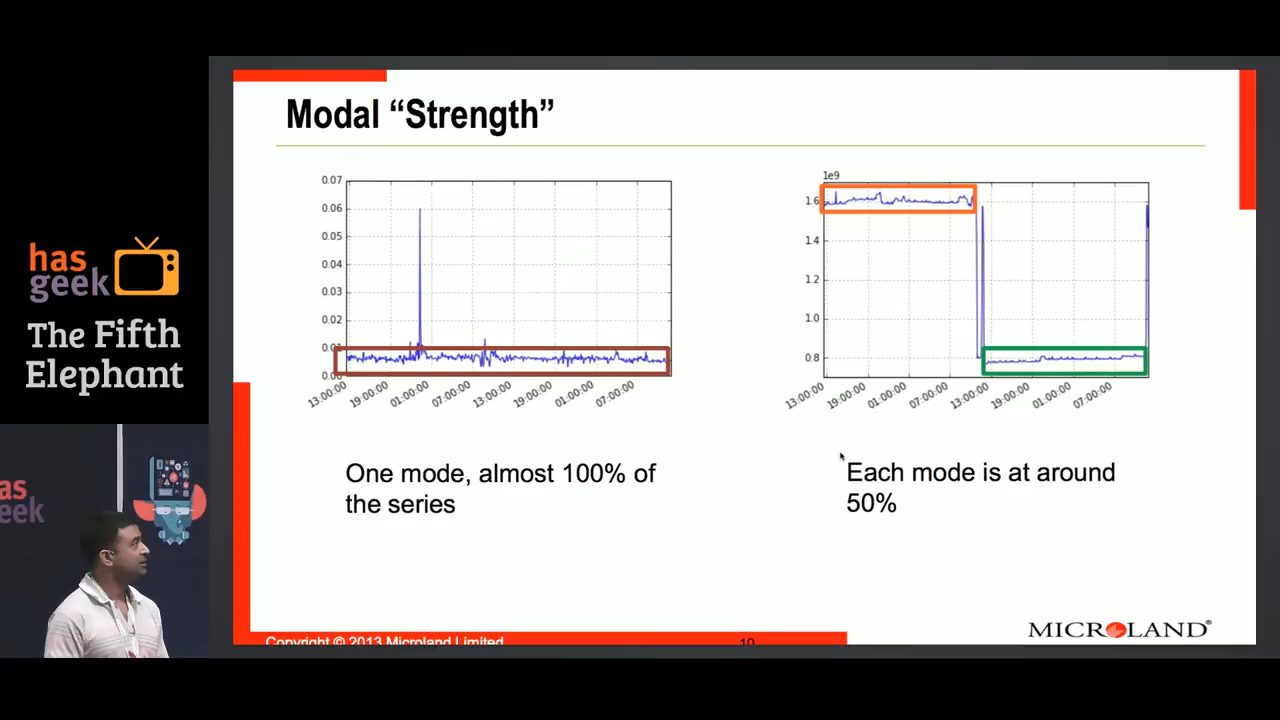 Modal “Strength”
0.07
0.06
0.05
0.04
0.03
0.02
0.01
0.00
13:00:00
19:00:00
01:00:00
07:00:00
13:00:00
19:00:00
01:00:00
07:00:00
1e9
1.6
1.4
1.2
1.0
0.8
13:00:00
19:00:00
01:00:00
07:00:00
13:00:00
19:00:00
01:00:00
07:00:00
One mode, almost 100% of
the series
Each mode is at around
50%
Copyright © 2013 Microland Limited
10
MICROLAND®
has
geek
The Fifth
Elephant
as
eek